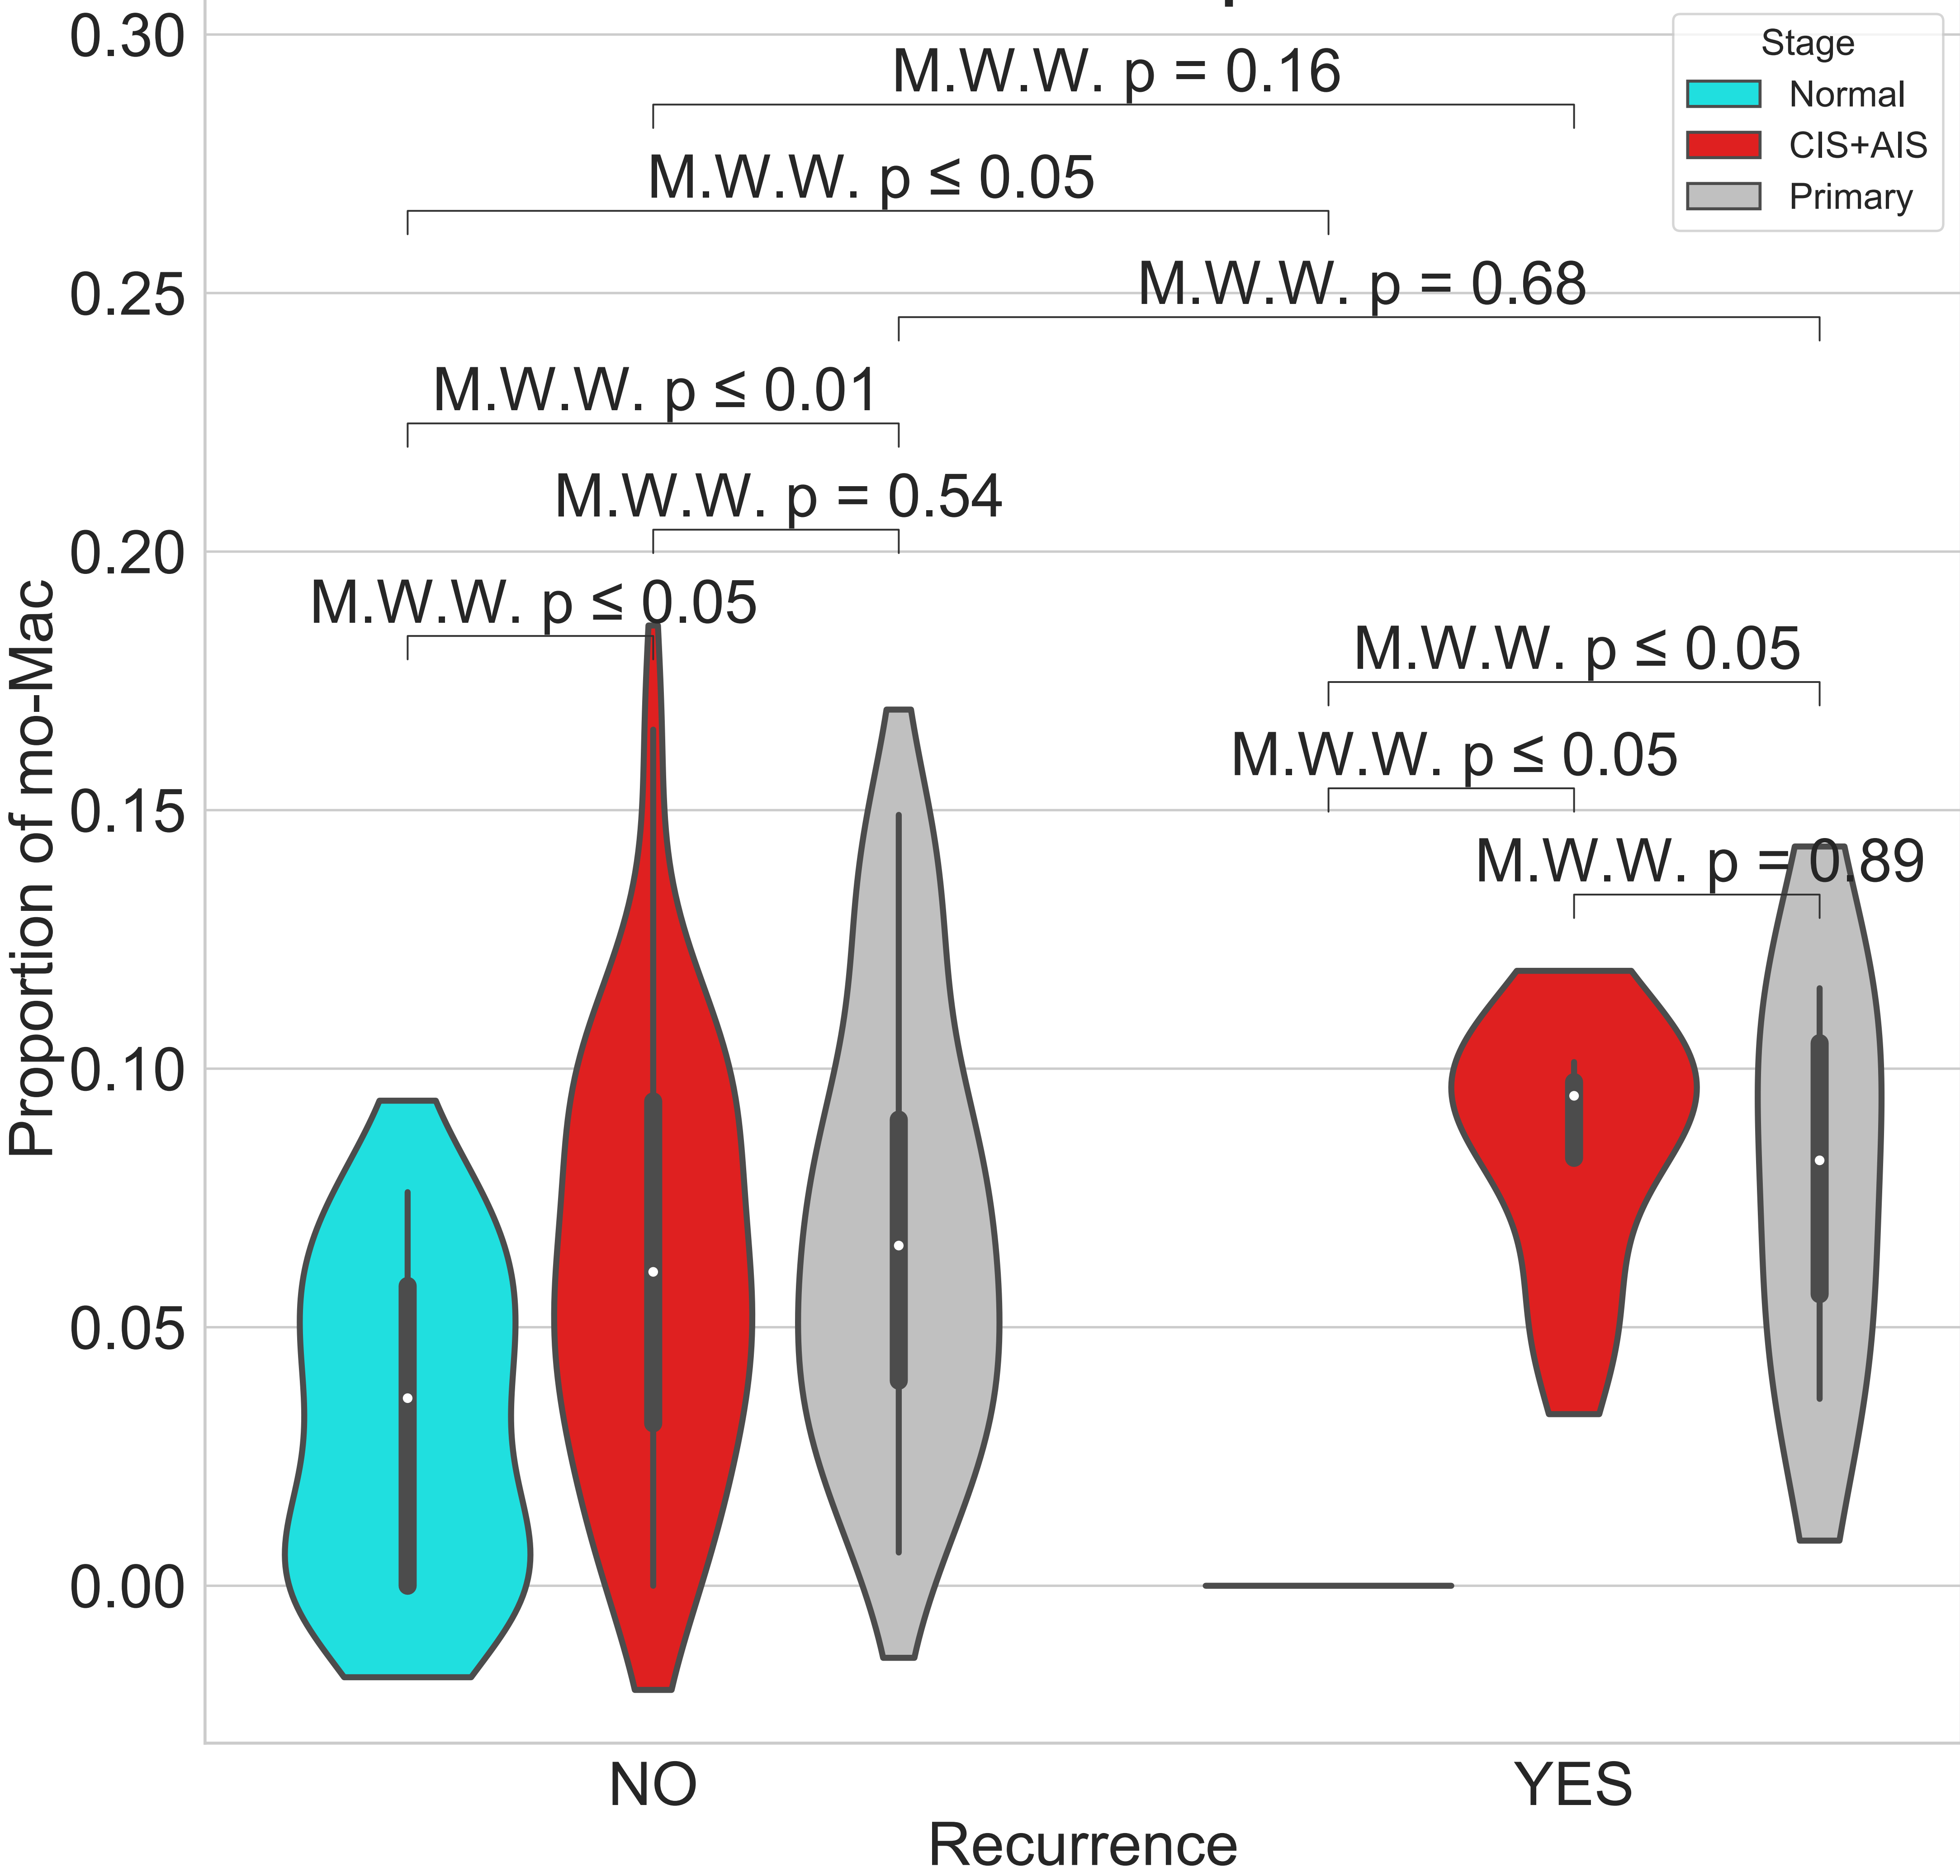 0.30
0.25
0.20
0.15
0.10
0.05
0.00
Proportion of mo-Mac
M.W.W. p = 0.16
M.W.W. p ≤ 0.05
M.W.W. p = 0.68
M.W.W. p ≤ 0.01
M.W.W. p = 0.54
M.W.W. p ≤ 0.05
M.W.W. p ≤ 0.05
M.W.W. p ≤ 0.05
M.W.W. p = 0.89
Stage
Normal
CIS+AIS
Primary
NO
YES
Recurrence